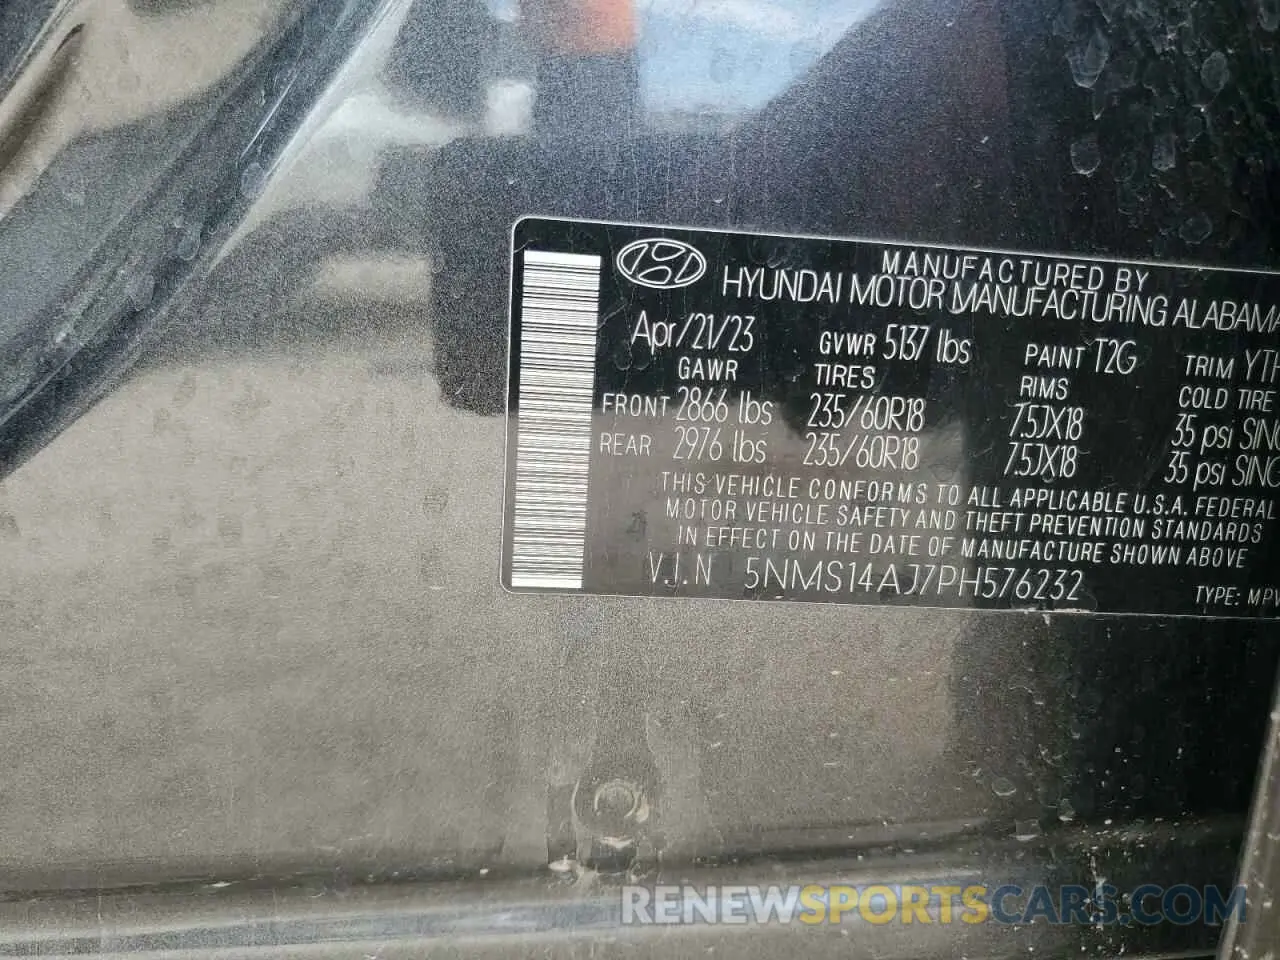 MANUFACTURED BY
HYUNDAI MOTOR MANUFACTURING ALABAMA
Apr/21/23 GVWR 5137 lbs PAINT T2G TRIM YTH
GAWR TIRES RIMS COLD TIRE
FRONT 2866 lbs 235/60R18 7.5JX18 35 psi SING
REAR 2976 lbs 235/60R18 7.5JX18 35 psi SING
THIS VEHICLE CONFORMS TO ALL APPLICABLE U.S.A. FEDERAL
MOTOR VEHICLE SAFETY AND THEFT PREVENTION STANDARDS
IN EFFECT ON THE DATE OF MANUFACTURE SHOWN ABOVE
V.I.N 5NMS14AJ7PH576232 TYPE: MPV
RENEWSPORTSCARS.COM